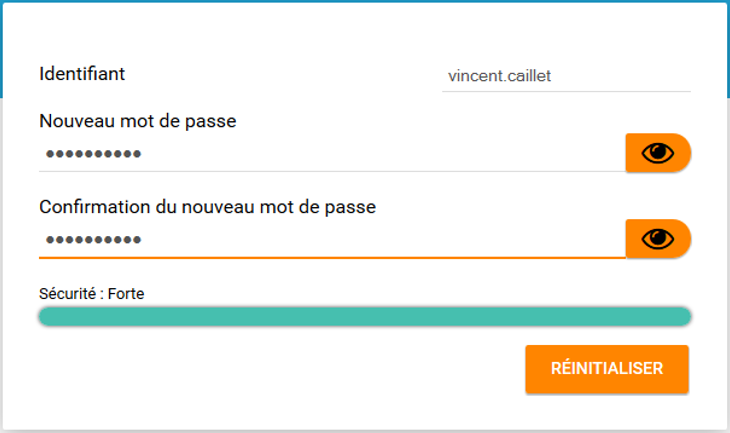 Identifiant vincent.caillet
Nouveau mot de passe
••••••••••
Confirmation du nouveau mot de passe
••••••••••
Sécurité : Forte
RÉINITIALISER